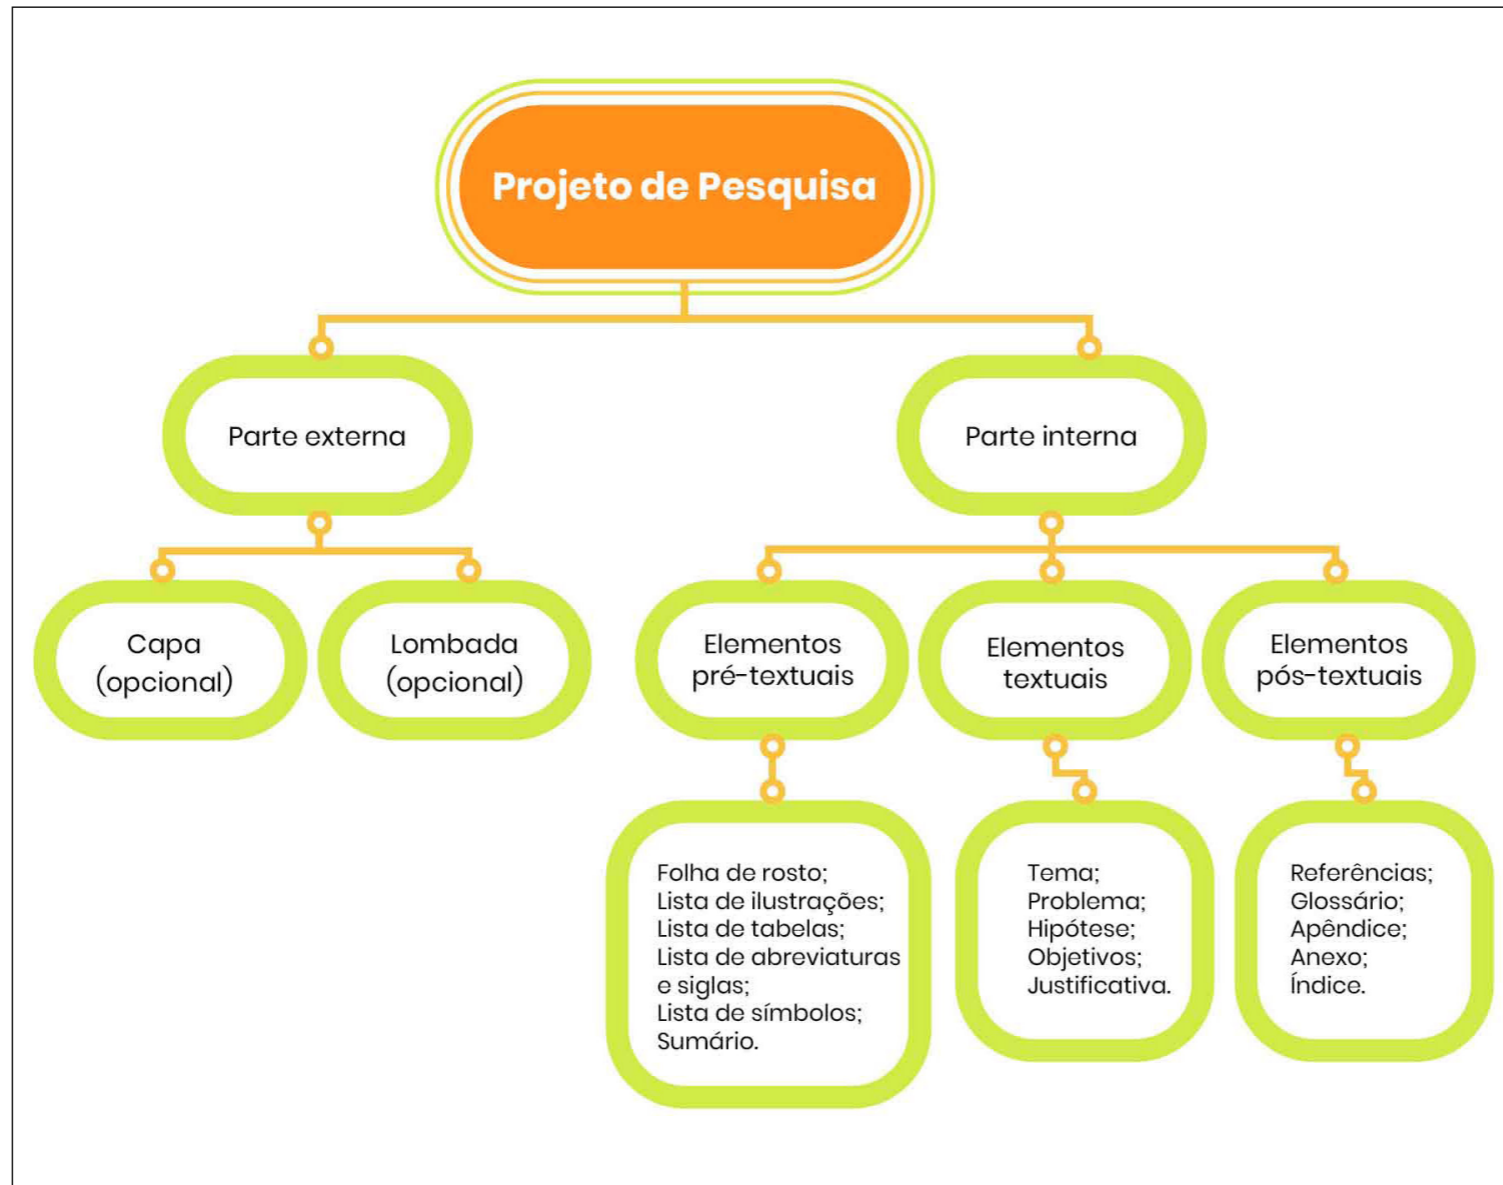 Projeto de Pesquisa
Parte externa
Parte interna
Capa
(opcional)
Lombada
(opcional)
Elementos
pré-textuais
Elementos
textuais
Elementos
pós-textuais
Folha de rosto;
Lista de ilustrações;
Lista de tabelas;
Lista de abreviaturas
e siglas;
Lista de símbolos;
Sumário.
Tema;
Problema;
Hipótese;
Objetivos;
Justificativa.
Referências;
Glossário;
Apêndice;
Anexo;
Índice.